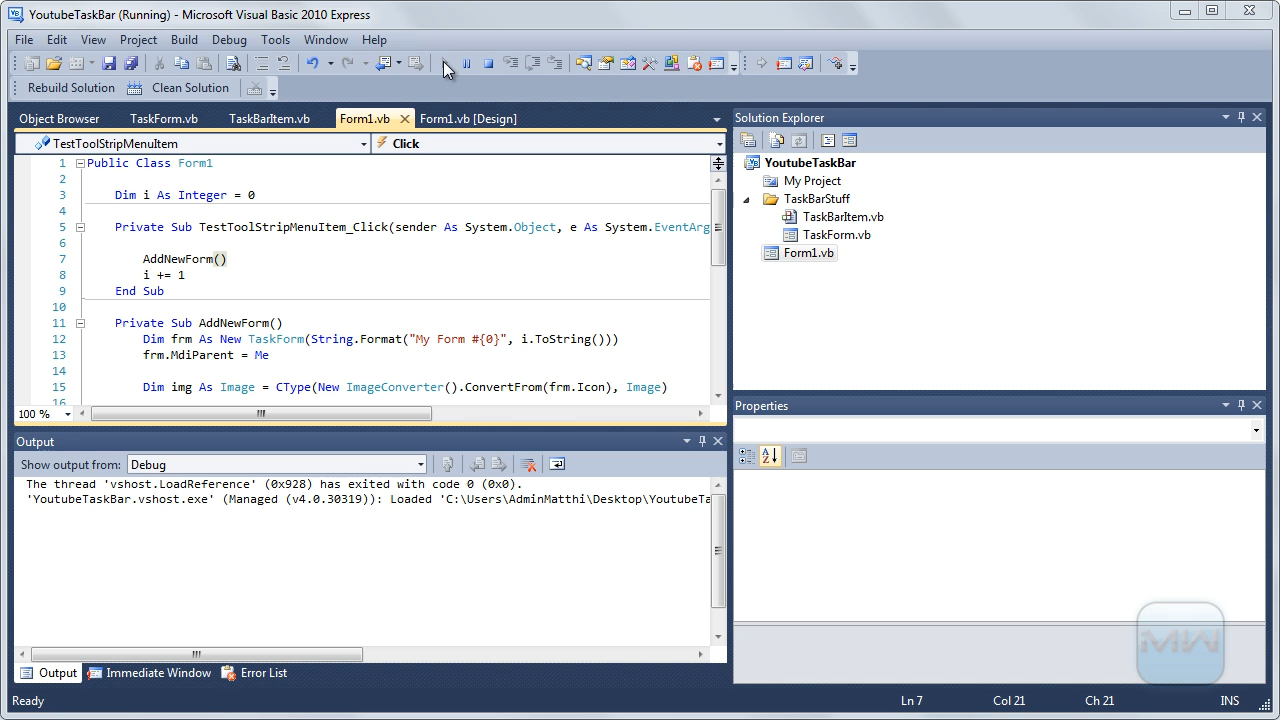 YoutubeTaskBar (Running) - Microsoft Visual Basic 2010 Express
File Edit View Project Build Debug Tools Window Help
Rebuild Solution Clean Solution
Object Browser TaskForm.vb TaskBarItem.vb Form1.vb Form1.vb [Design]
TestToolStripMenuItem Click
1 Public Class Form1
2
3 Dim i As Integer = 0
4
5 Private Sub TestToolStripMenuItem_Click(sender As System.Object, e As System.EventArg
6
7 AddNewForm()
8 i += 1
9 End Sub
10
11 Private Sub AddNewForm()
12 Dim frm As New TaskForm(String.Format("My Form #{0}", i.ToString()))
13 frm.MdiParent = Me
14
15 Dim img As Image = CType(New ImageConverter().ConvertFrom(frm.Icon), Image)
16
100 %
Output
Show output from: Debug
The thread 'vshost.LoadReference' (0x928) has exited with code 0 (0x0).
'YoutubeTaskBar.vshost.exe' (Managed (v4.0.30319)): Loaded 'C:\Users\AdminMatthi\Desktop\YoutubeTa
Output Immediate Window Error List
Solution Explorer
YoutubeTaskBar
My Project
TaskBarStuff
TaskBarItem.vb
TaskForm.vb
Form1.vb
Properties
MW
Ready Ln 7 Col 21 Ch 21 INS